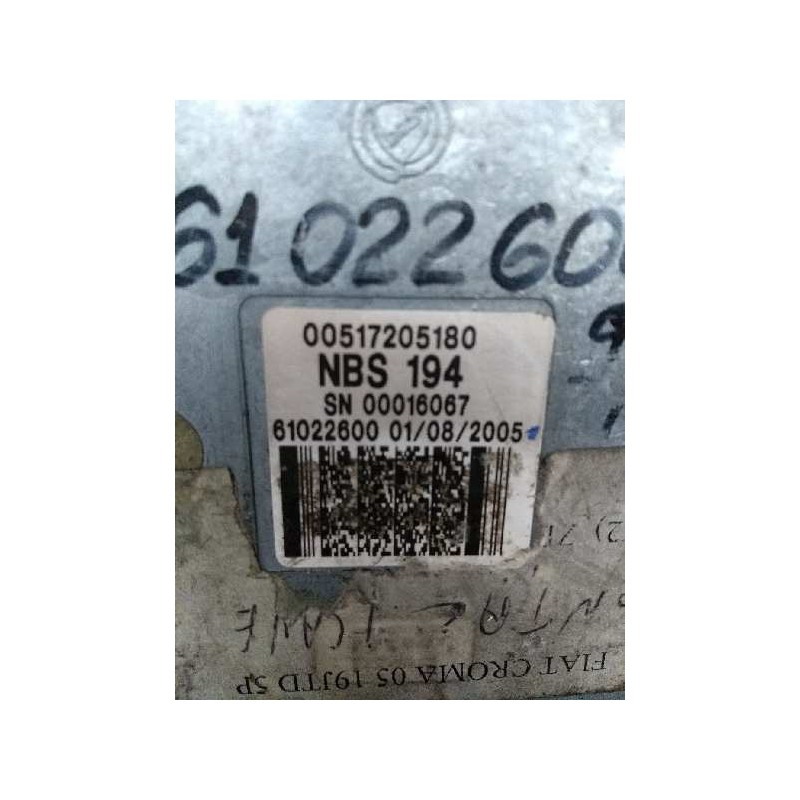 61022600
00517205180
NBS 194
SN 00016067
61022600 01/08/2005
FIAT CROMA 05 19JTD 5P